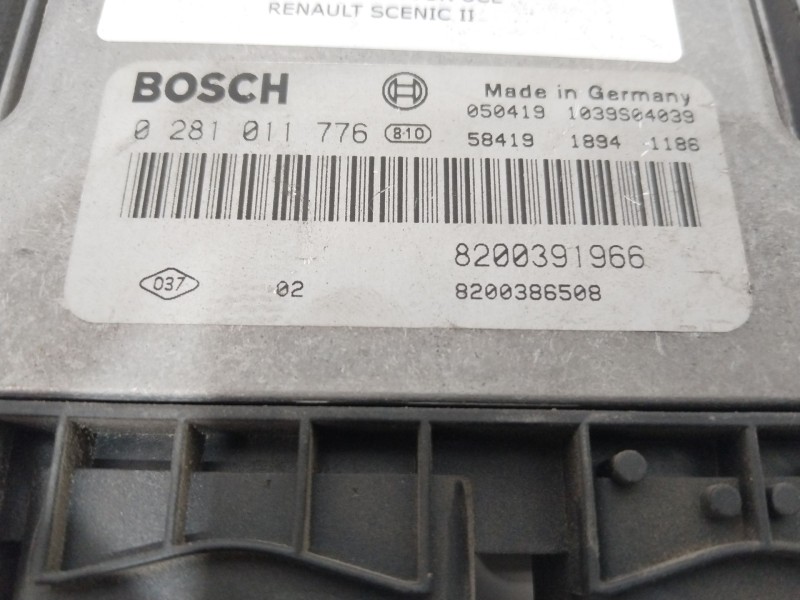 RENAULT SCENIC II
BOSCH
Made in Germany
050419 1039S04039
0 281 011 776 810
58419 1894 1186
8200391966
037 02
8200386508